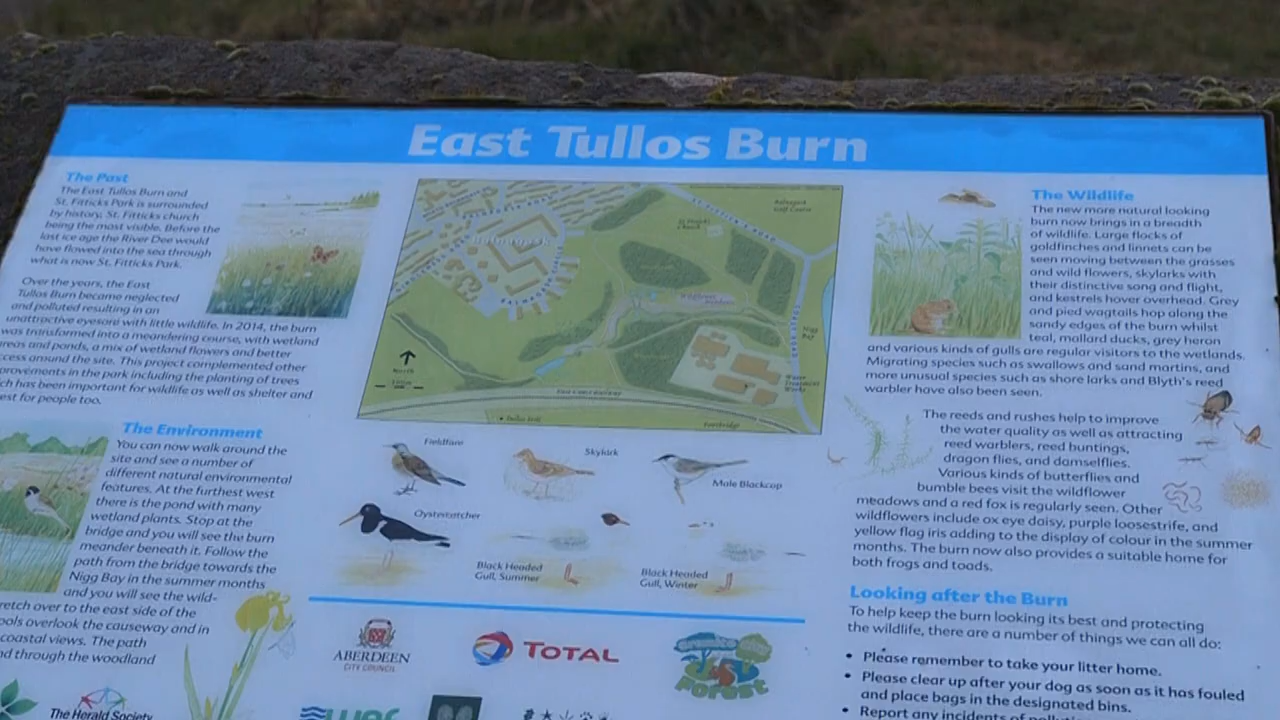 East Tullos Burn
The Past
The East Tullos Burn and
St. Fitticks Park is surrounded
by history, St. Fitticks church
being the most visible. Before the
last ice age the River Dee would
have flowed into the sea through
what is now St. Fitticks Park.
Over the years, the East
Tullos Burn became neglected
and polluted resulting in an
unattractive eyesore with little wildlife. In 2014, the burn
was transformed into a meandering course, with wetland
areas and ponds, a mix of wetland flowers and better
access around the site. This project complemented other
improvements in the park including the planting of trees
which has been important for wildlife as well as shelter and
for people too.
The Environment
You can now walk around the
site and see a number of
different natural environmental
features. At the furthest west
there is the pond with many
wetland plants. Stop at the
bridge and you will see the burn
meander beneath it. Follow the
path from the bridge towards the
Nigg Bay in the summer months
and you will see the wild-
over to the east side of the
overlook the causeway and in
coastal views. The path
through the woodland
The Herald Society
North
Fieldfare
Skylark
Male Blackcap
Oystercatcher
Black Headed
Gull, Summer
Black Headed
Gull, Winter
ABERDEEN
CITY COUNCIL
TOTAL
Forest
The Wildlife
The new more natural looking
burn now brings in a breadth
of wildlife. Large flocks of
goldfinches and linnets can be
seen moving between the grasses
and wild flowers, skylarks with
their distinctive song and flight,
and kestrels hover overhead. Grey
and pied wagtails hop along the
sandy edges of the burn whilst
teal, mallard ducks, grey heron
and various kinds of gulls are regular visitors to the wetlands.
Migrating species such as swallows and sand martins, and
more unusual species such as shore larks and Blyth's reed
warbler have also been seen.
The reeds and rushes help to improve
the water quality as well as attracting
reed warblers, reed buntings,
dragon flies, and damselflies.
Various kinds of butterflies and
bumble bees visit the wildflower
meadows and a red fox is regularly seen. Other
wildflowers include ox eye daisy, purple loosestrife, and
yellow flag iris adding to the display of colour in the summer
months. The burn now also provides a suitable home for
both frogs and toads.
Looking after the Burn
To help keep the burn looking its best and protecting
the wildlife, there are a number of things we can all do:
• Please remember to take your litter home.
• Please clear up after your dog as soon as it has fouled
and place bags in the designated bins.
• Report any incidents of